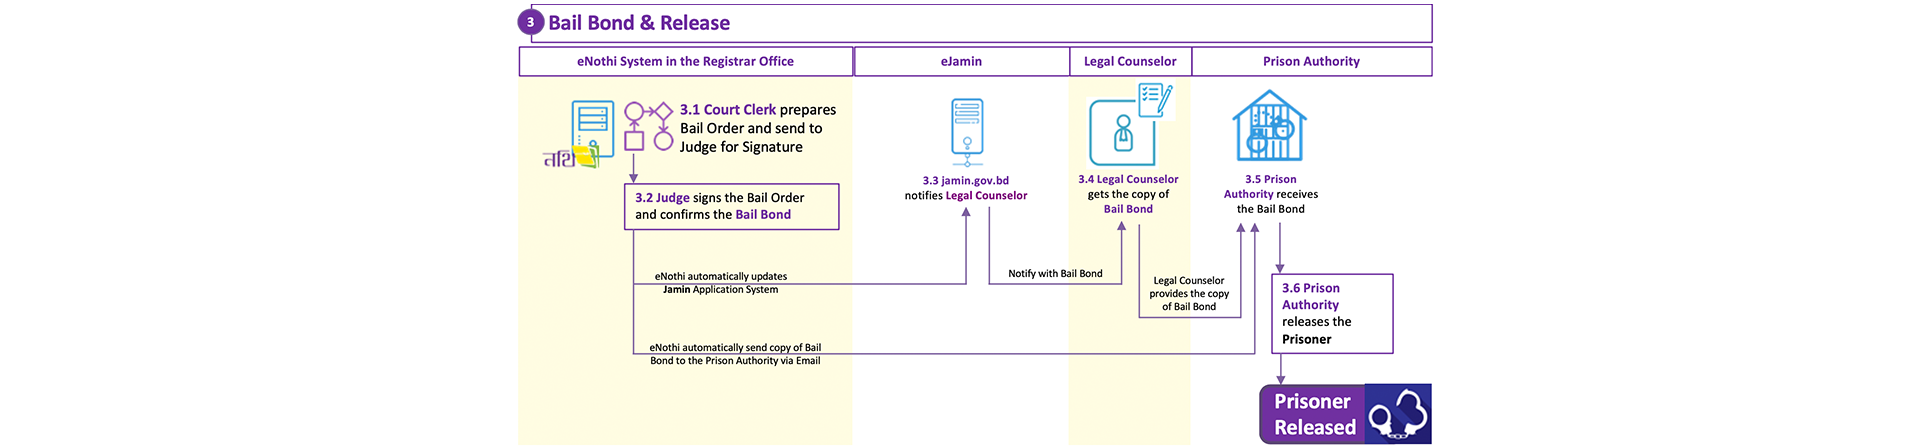 3 Bail Bond & Release
eNothi System in the Registrar Office
eJamin
Legal Counselor
Prison Authority
নথি
3.1 Court Clerk prepares
Bail Order and send to
Judge for Signature
3.2 Judge signs the Bail Order
and confirms the Bail Bond
3.3 jamin.gov.bd
notifies Legal Counselor
3.4 Legal Counselor
gets the copy of
Bail Bond
3.5 Prison
Authority receives
the Bail Bond
eNothi automatically updates
Jamin Application System
Notify with Bail Bond
Legal Counselor
provides the copy
of Bail Bond
3.6 Prison
Authority
releases the
Prisoner
eNothi automatically send copy of Bail
Bond to the Prison Authority via Email
Prisoner
Released